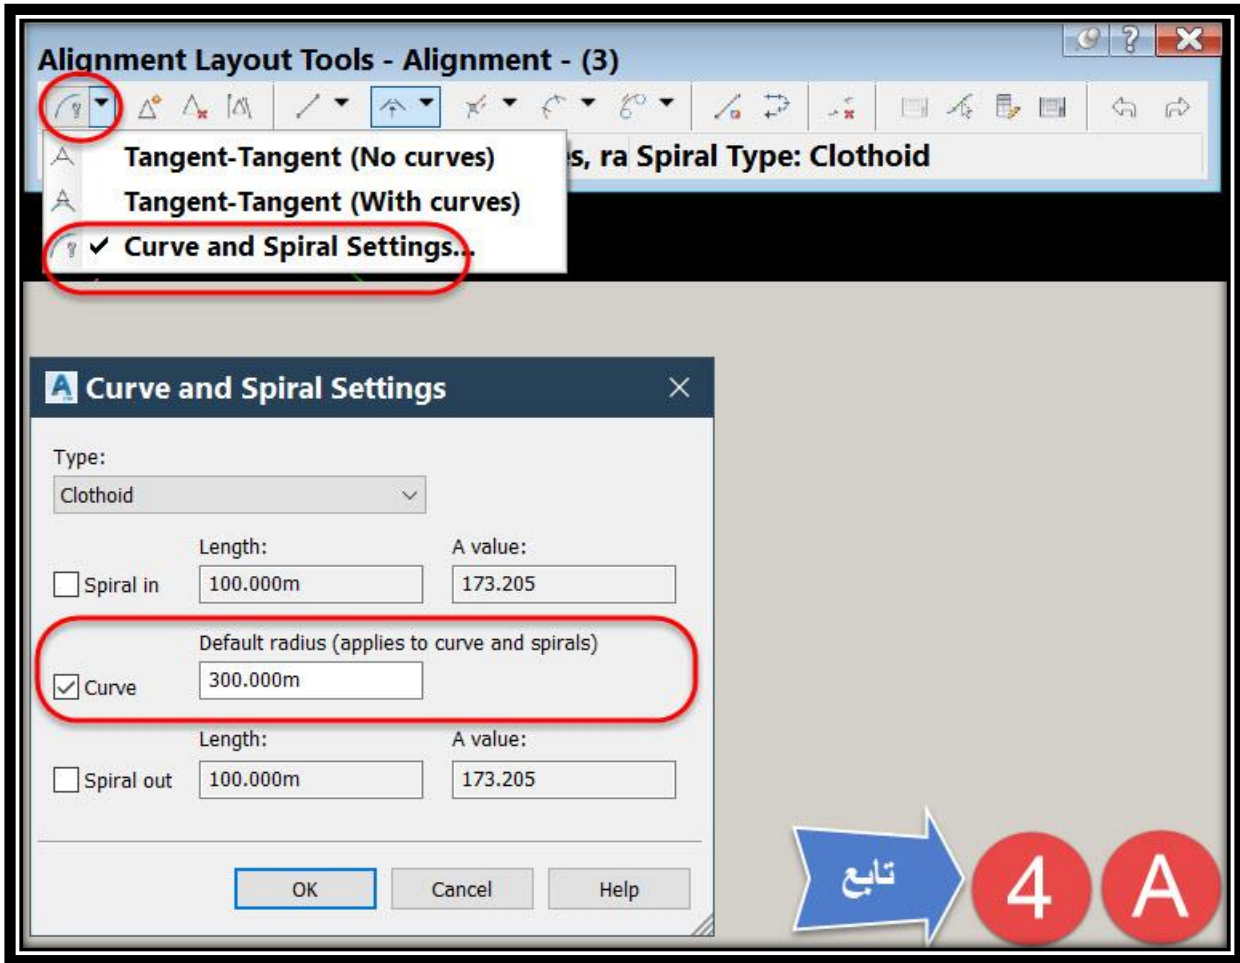 Alignment Layout Tools - Alignment - (3)
Tangent-Tangent (No curves)
s, ra Spiral Type: Clothoid
Tangent-Tangent (With curves)
Curve and Spiral Settings...
Curve and Spiral Settings
Type:
Clothoid
Length: A value:
Spiral in 100.000m 173.205
Default radius (applies to curve and spirals)
Curve 300.000m
Length: A value:
Spiral out 100.000m 173.205
OK Cancel Help
تابع 4 A